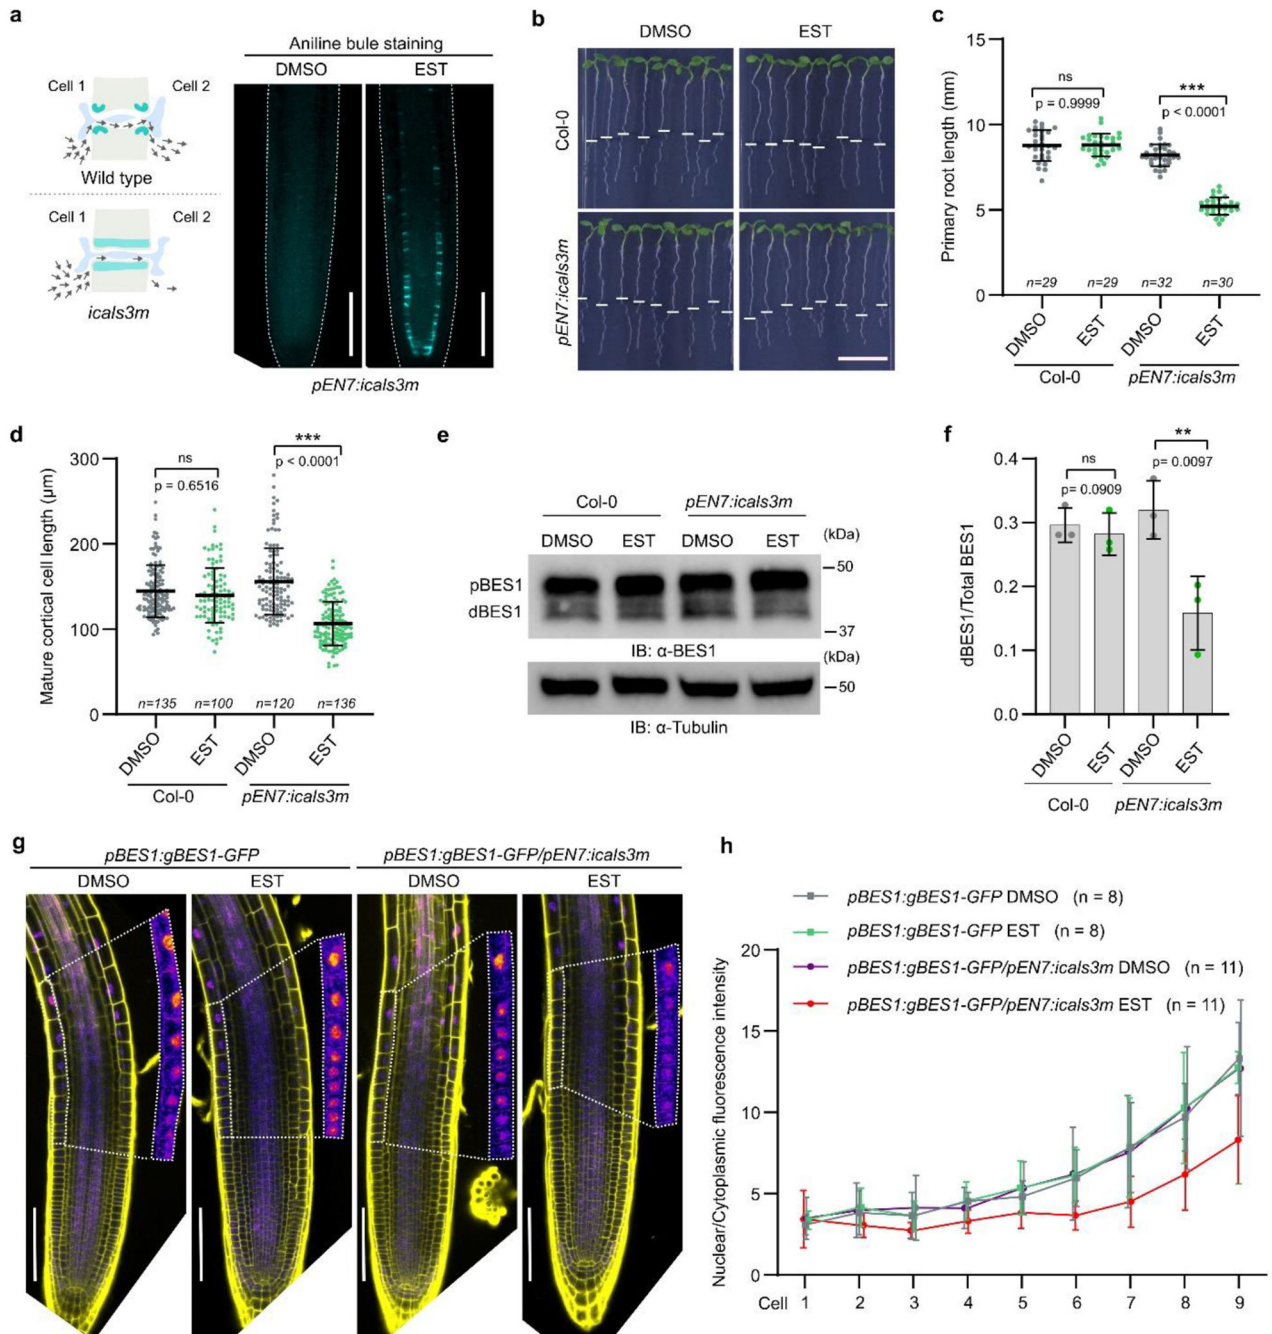 a
Aniline bule staining
DMSO EST
Cell 1 Cell 2
Wild type
Cell 1 Cell 2
icals3m
pEN7:icals3m
b
DMSO EST
Col-0
pEN7:icals3m
c
Primary root length (mm)
15
10
5
0
ns
p = 0.9999
***
p < 0.0001
n=29 n=29 n=32 n=30
DMSO EST DMSO EST
Col-0 pEN7:icals3m
d
Mature cortical cell length (μm)
300
200
100
0
ns
p = 0.6516
***
p < 0.0001
n=135 n=100 n=120 n=136
DMSO EST DMSO EST
Col-0 pEN7:icals3m
e
Col-0 pEN7:icals3m
DMSO EST DMSO EST (kDa)
50
pBES1
dBES1
37
IB: α-BES1
(kDa)
50
IB: α-Tubulin
f
dBES1/Total BES1
0.4
0.3
0.2
0.1
0.0
ns
p= 0.0909
**
p= 0.0097
DMSO EST DMSO EST
Col-0 pEN7:icals3m
g
pBES1:gBES1-GFP pBES1:gBES1-GFP/pEN7:icals3m
DMSO EST DMSO EST
h
pBES1:gBES1-GFP DMSO (n = 8)
pBES1:gBES1-GFP EST (n = 8)
pBES1:gBES1-GFP/pEN7:icals3m DMSO (n = 11)
pBES1:gBES1-GFP/pEN7:icals3m EST (n = 11)
Nuclear/Cytoplasmic fluorescence intensity
20
15
10
5
0
Cell 1 2 3 4 5 6 7 8 9